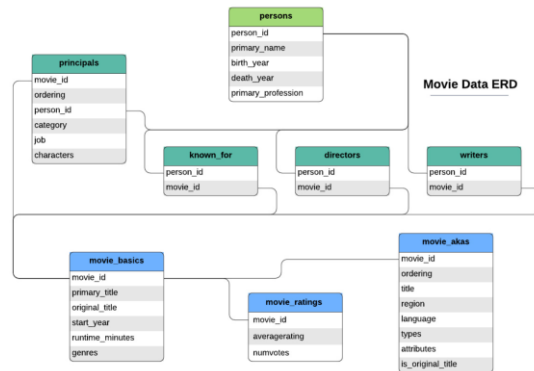 persons
person_id
primary_name
birth_year
death_year
primary_profession
principals
movie_id
ordering
person_id
category
job
characters
Movie Data ERD
known_for
person_id
movie_id
directors
person_id
movie_id
writers
person_id
movie_id
movie_basics
movie_id
primary_title
original_title
start_year
runtime_minutes
genres
movie_ratings
movie_id
averagerating
numvotes
movie_akas
movie_id
ordering
title
region
language
types
attributes
is_original_title